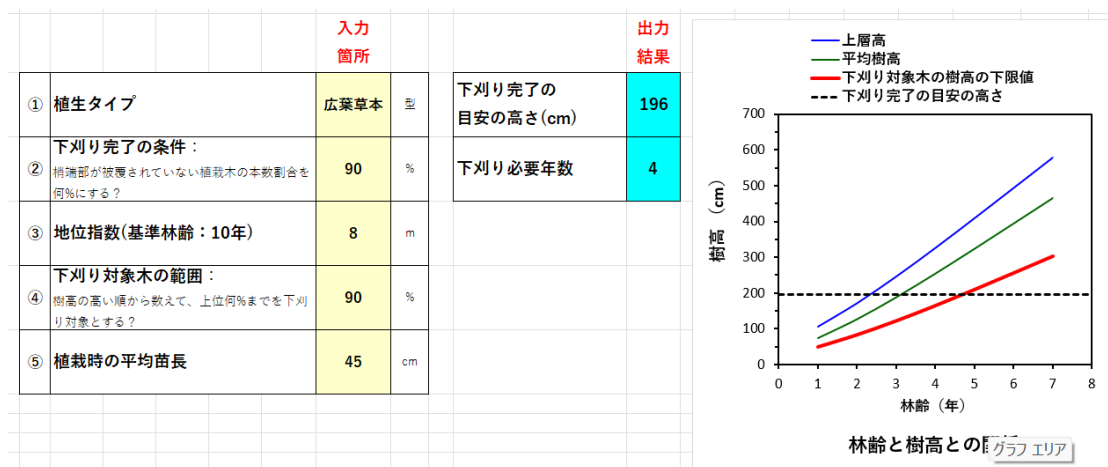 入力
箇所
出力
結果
① 植生タイプ 広葉草本 型
下刈り完了の
目安の高さ(cm) 196
② 下刈り完了の条件：
梢端部が被覆されていない植栽木の本数割合を
何%にする？
90 %
下刈り必要年数 4
③ 地位指数(基準林齢：10年) 8 m
④ 下刈り対象木の範囲：
樹高の高い順から数えて、上位何%までを下刈
り対象とする？
90 %
⑤ 植栽時の平均苗長 45 cm
上層高
平均樹高
下刈り対象木の樹高の下限値
下刈り完了の目安の高さ
700
600
500
400
300
200
100
0
樹高（cm）
0 1 2 3 4 5 6 7 8
林齢（年）
林齢と樹高との
グラフ エリア